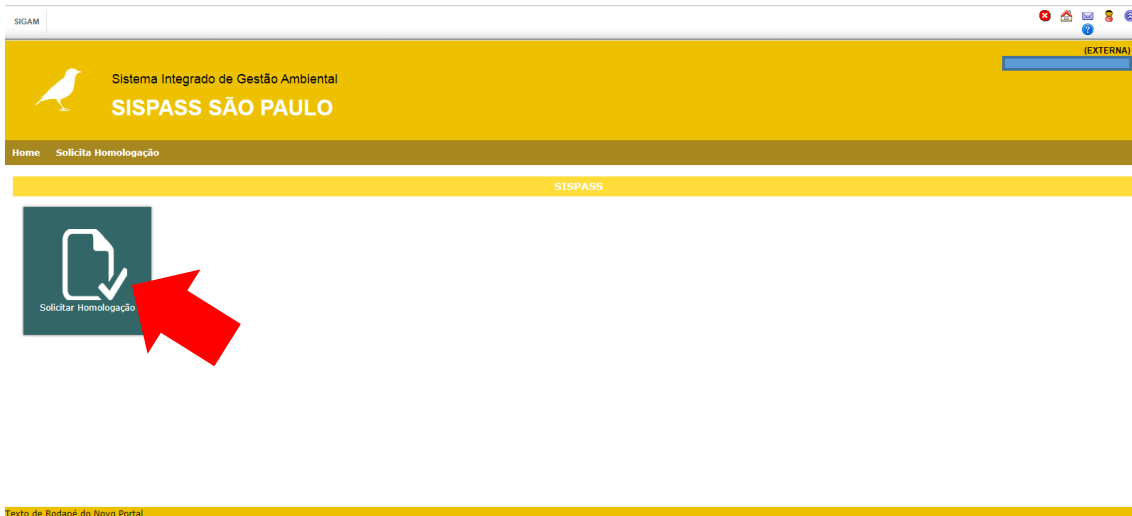 SIGAM
(EXTERNA)
Sistema Integrado de Gestão Ambiental
SISPASS SÃO PAULO
Home Solicita Homologação
SISPASS
Solicitar Homologação
Texto de Rodapé do Novo Portal